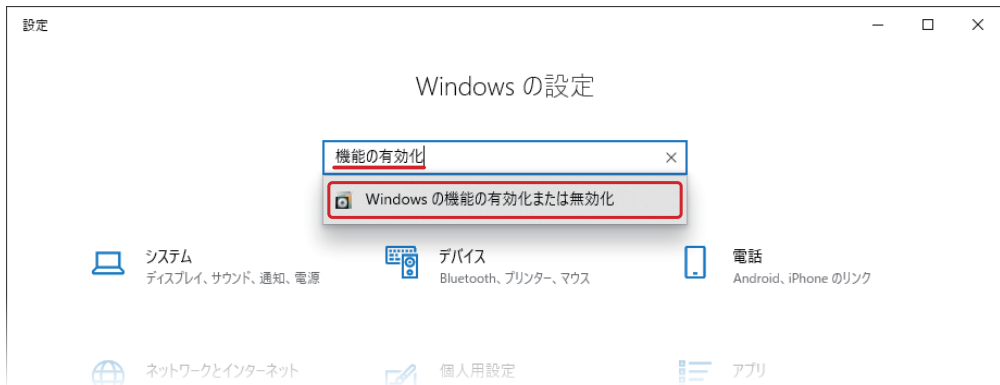 設定
Windows の設定
機能の有効化
Windows の機能の有効化または無効化
システム
ディスプレイ、サウンド、通知、電源
デバイス
Bluetooth、プリンター、マウス
電話
Android、iPhone のリンク
ネットワークとインターネット
個人用設定
アプリ